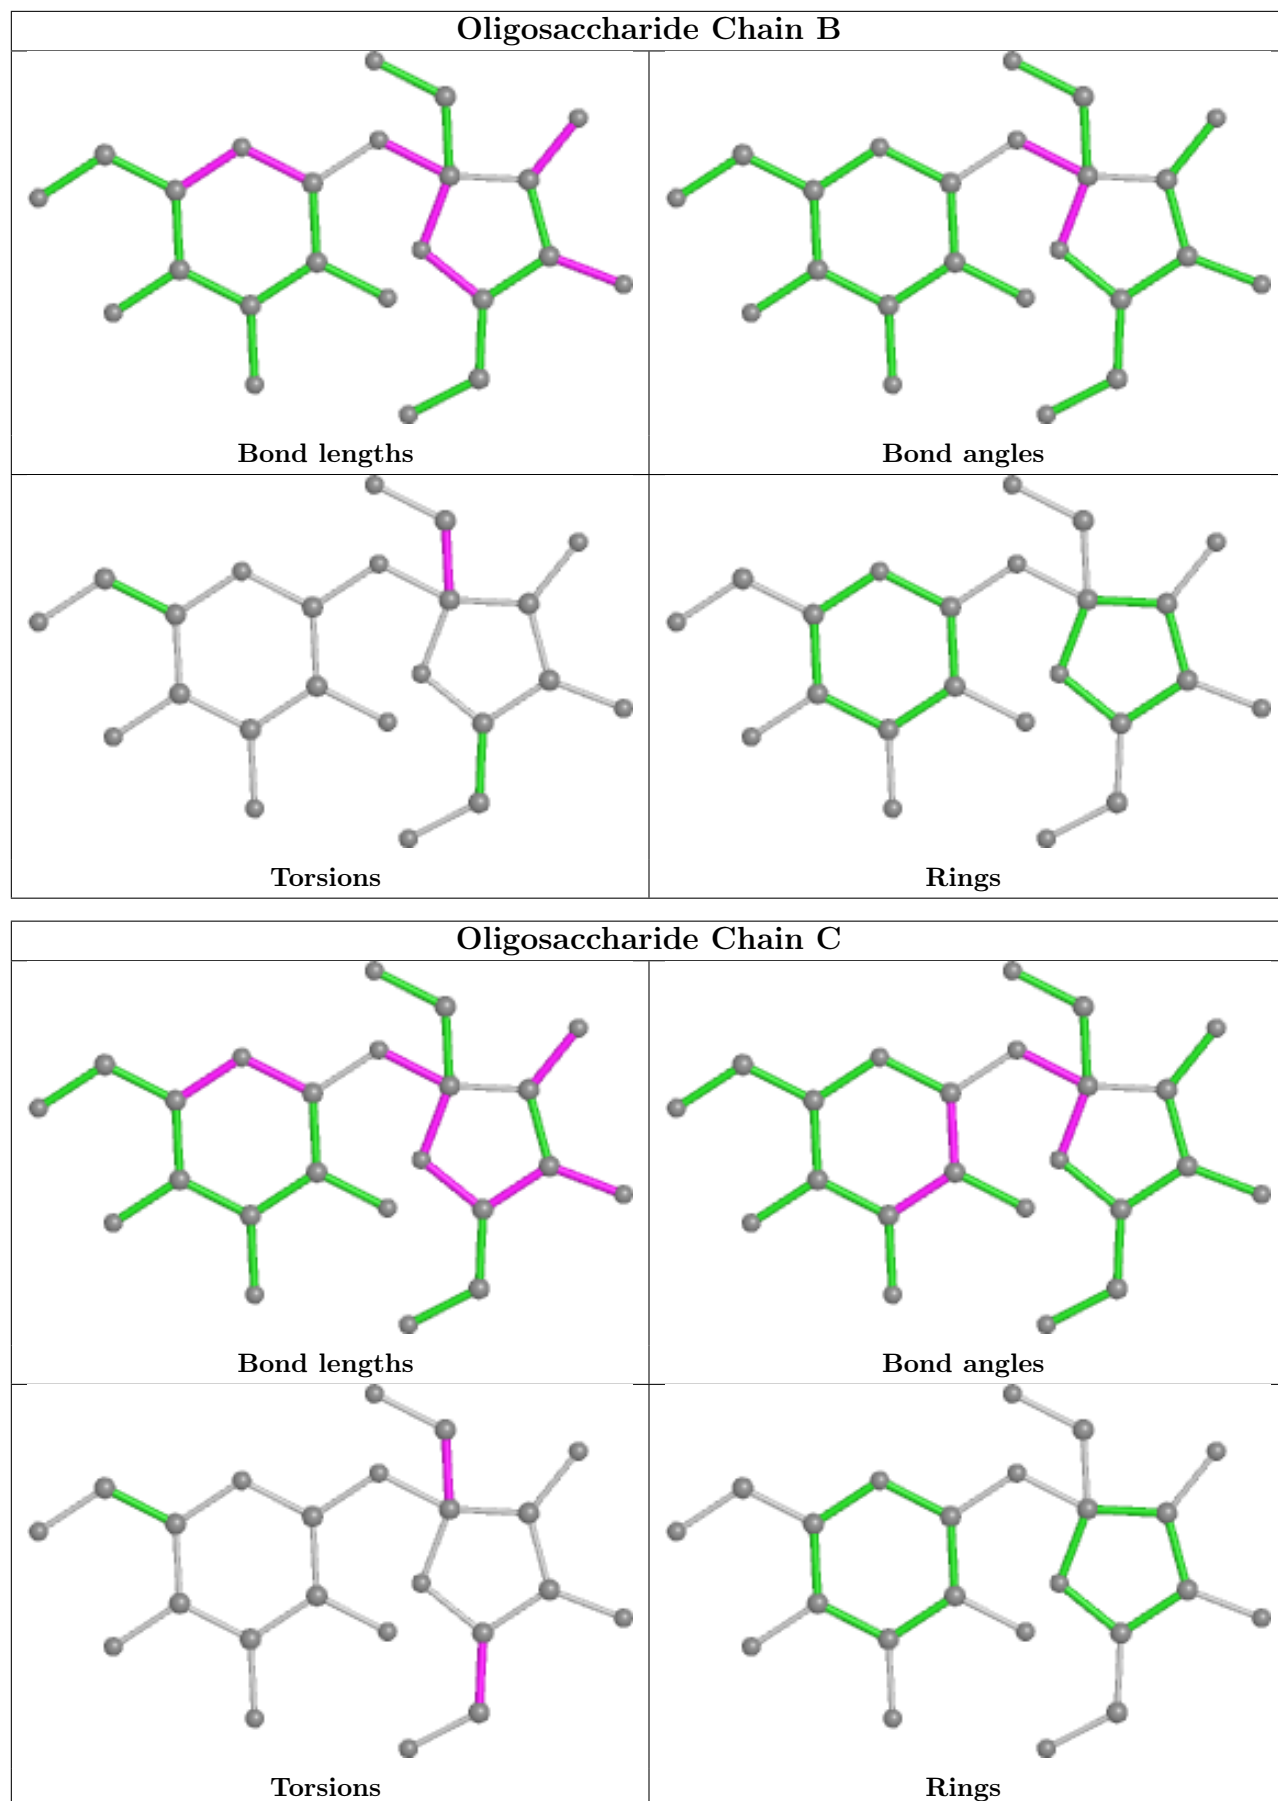 Oligosaccharide Chain B
Bond lengths
Bond angles
Torsions
Rings
Oligosaccharide Chain C
Bond lengths
Bond angles
Torsions
Rings